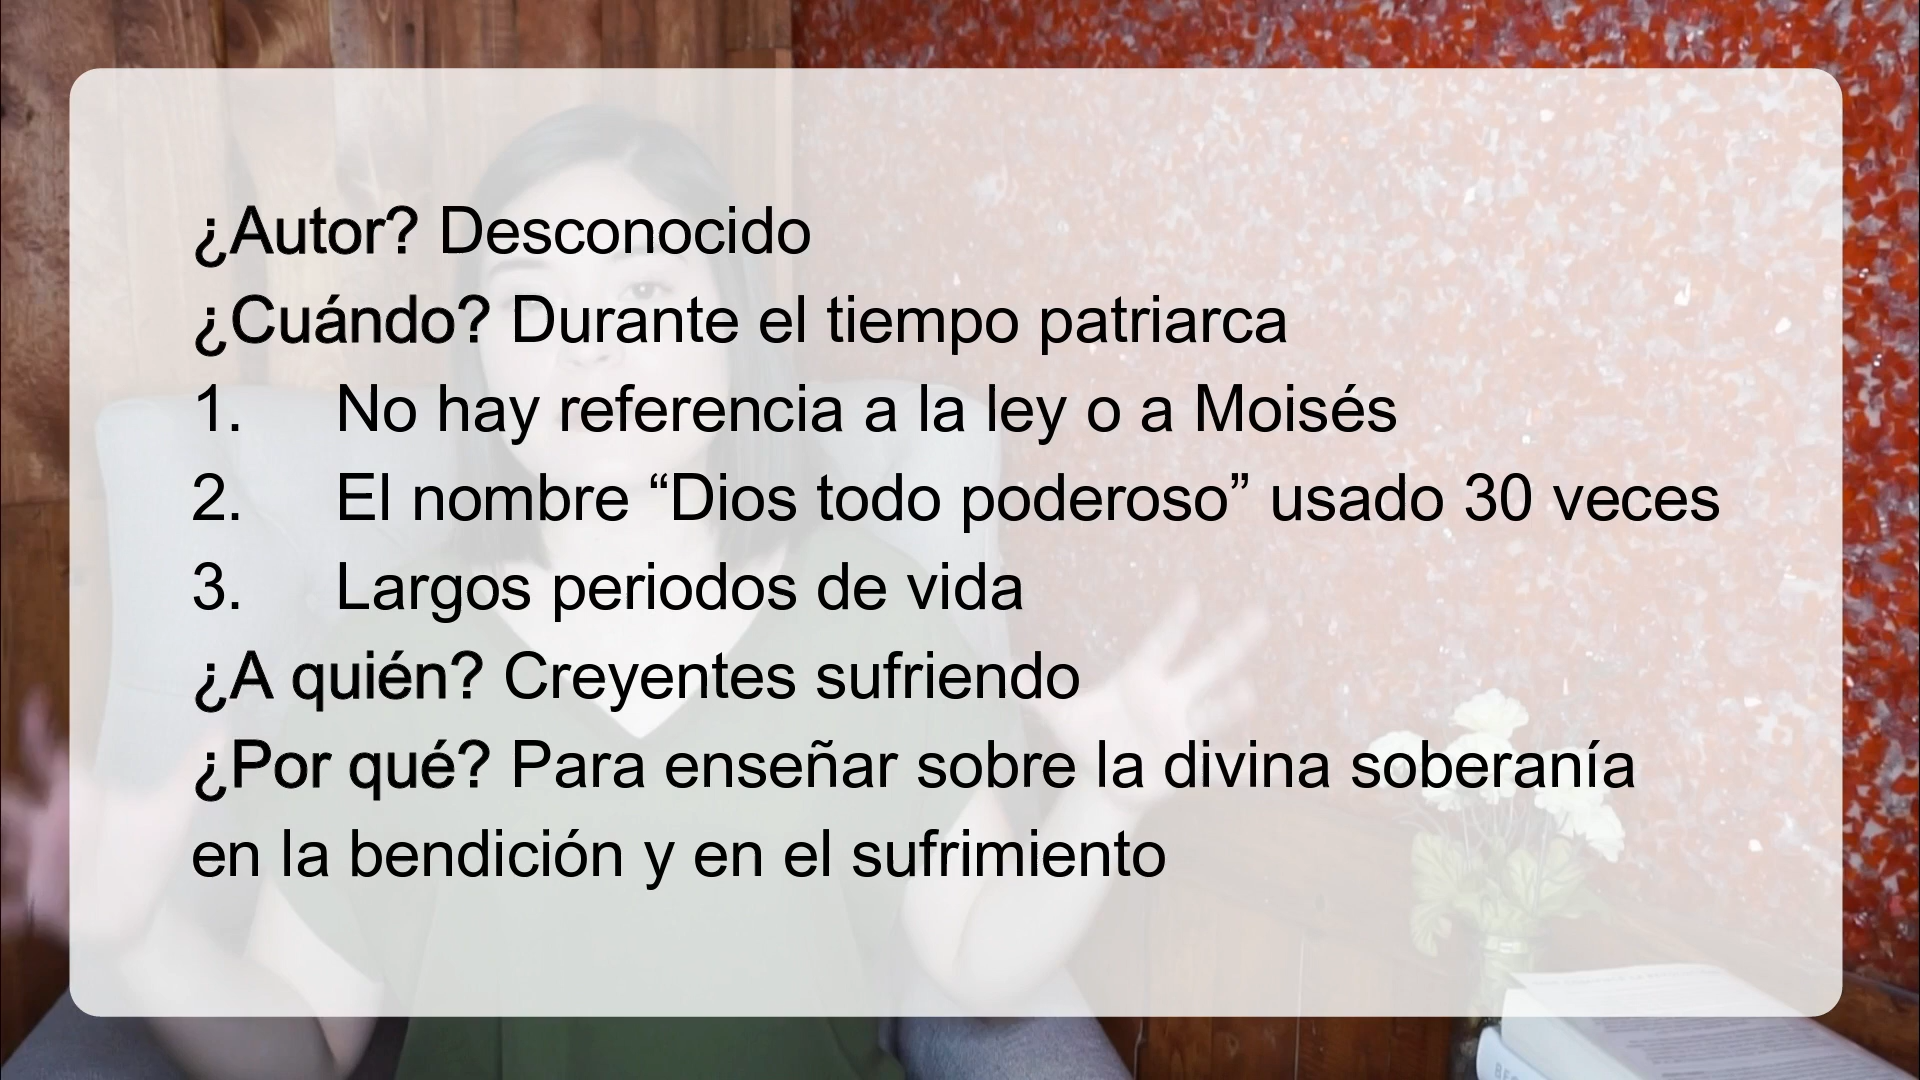 ¿Autor? Desconocido
¿Cuándo? Durante el tiempo patriarca
1. No hay referencia a la ley o a Moisés
2. El nombre “Dios todo poderoso” usado 30 veces
3. Largos periodos de vida
¿A quién? Creyentes sufriendo
¿Por qué? Para enseñar sobre la divina soberanía
en la bendición y en el sufrimiento